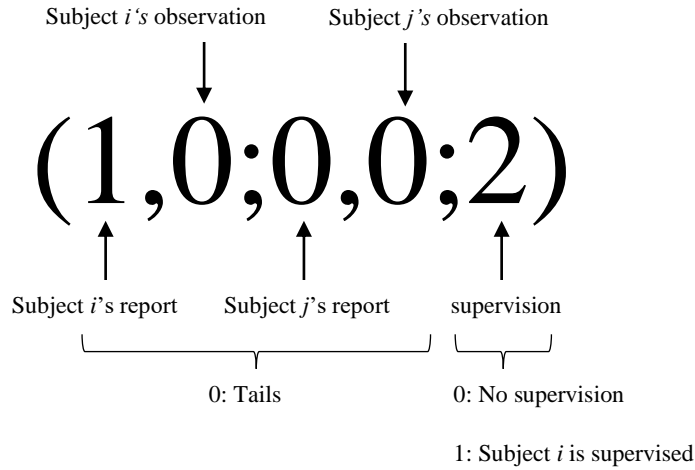 Subject i‘s observation Subject j’s observation
(1,0;0,0;2)
Subject i’s report Subject j’s report supervision
0: Tails 0: No supervision
1: Subject i is supervised